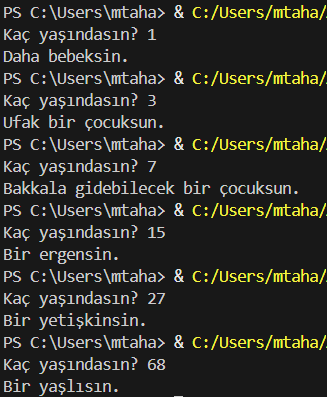 PS C:\Users\mtaha> & C:/Users/mtaha/
Kaç yaşındasın? 1
Daha bebeksin.
PS C:\Users\mtaha> & C:/Users/mtaha/
Kaç yaşındasın? 3
Ufak bir çocuksun.
PS C:\Users\mtaha> & C:/Users/mtaha/
Kaç yaşındasın? 7
Bakkala gidebilecek bir çocuksun.
PS C:\Users\mtaha> & C:/Users/mtaha/
Kaç yaşındasın? 15
Bir ergensin.
PS C:\Users\mtaha> & C:/Users/mtaha/
Kaç yaşındasın? 27
Bir yetişkinsin.
PS C:\Users\mtaha> & C:/Users/mtaha/
Kaç yaşındasın? 68
Bir yaşlısın.